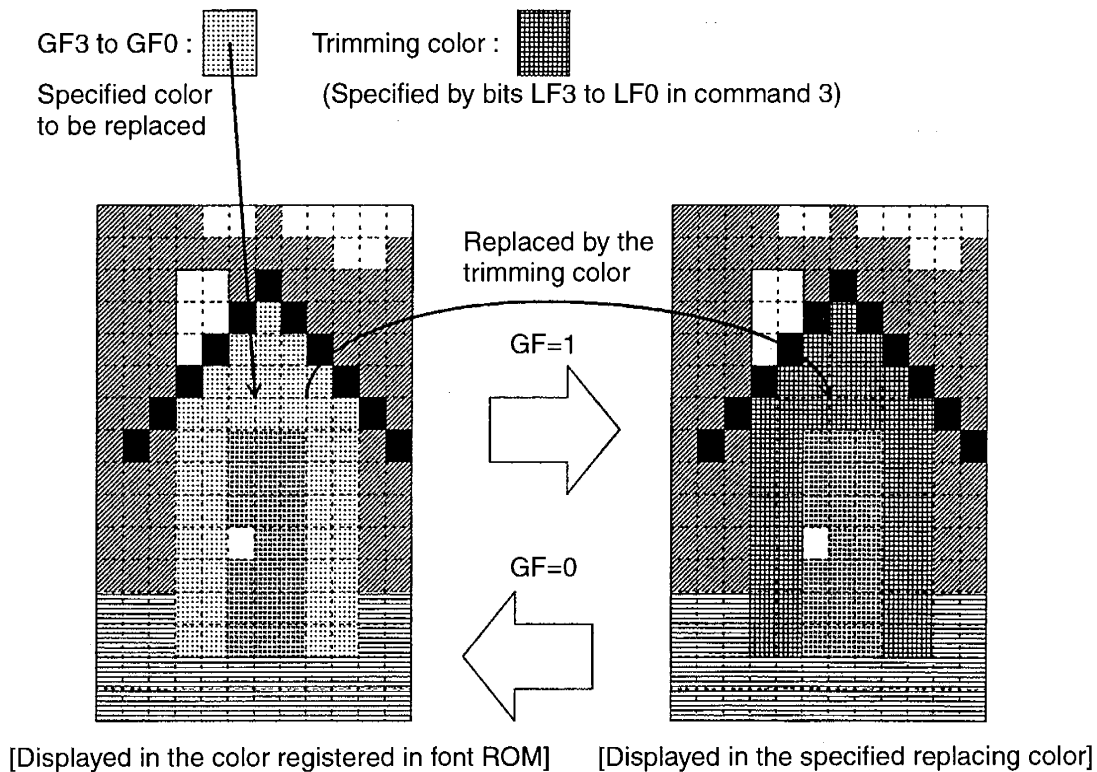 GF3 to GF0 :
Trimming color :
Specified color
to be replaced
(Specified by bits LF3 to LF0 in command 3)
Replaced by the
trimming color
GF=1
GF=0
[Displayed in the color registered in font ROM]
[Displayed in the specified replacing color]